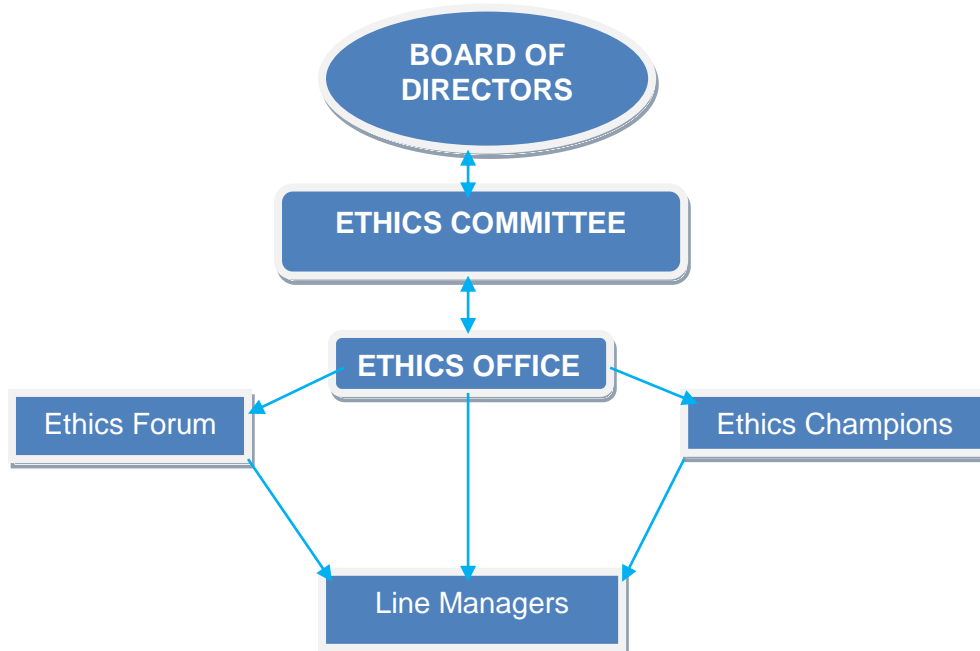 BOARD OF
DIRECTORS
ETHICS COMMITTEE
ETHICS OFFICE
Ethics Forum
Ethics Champions
Line Managers